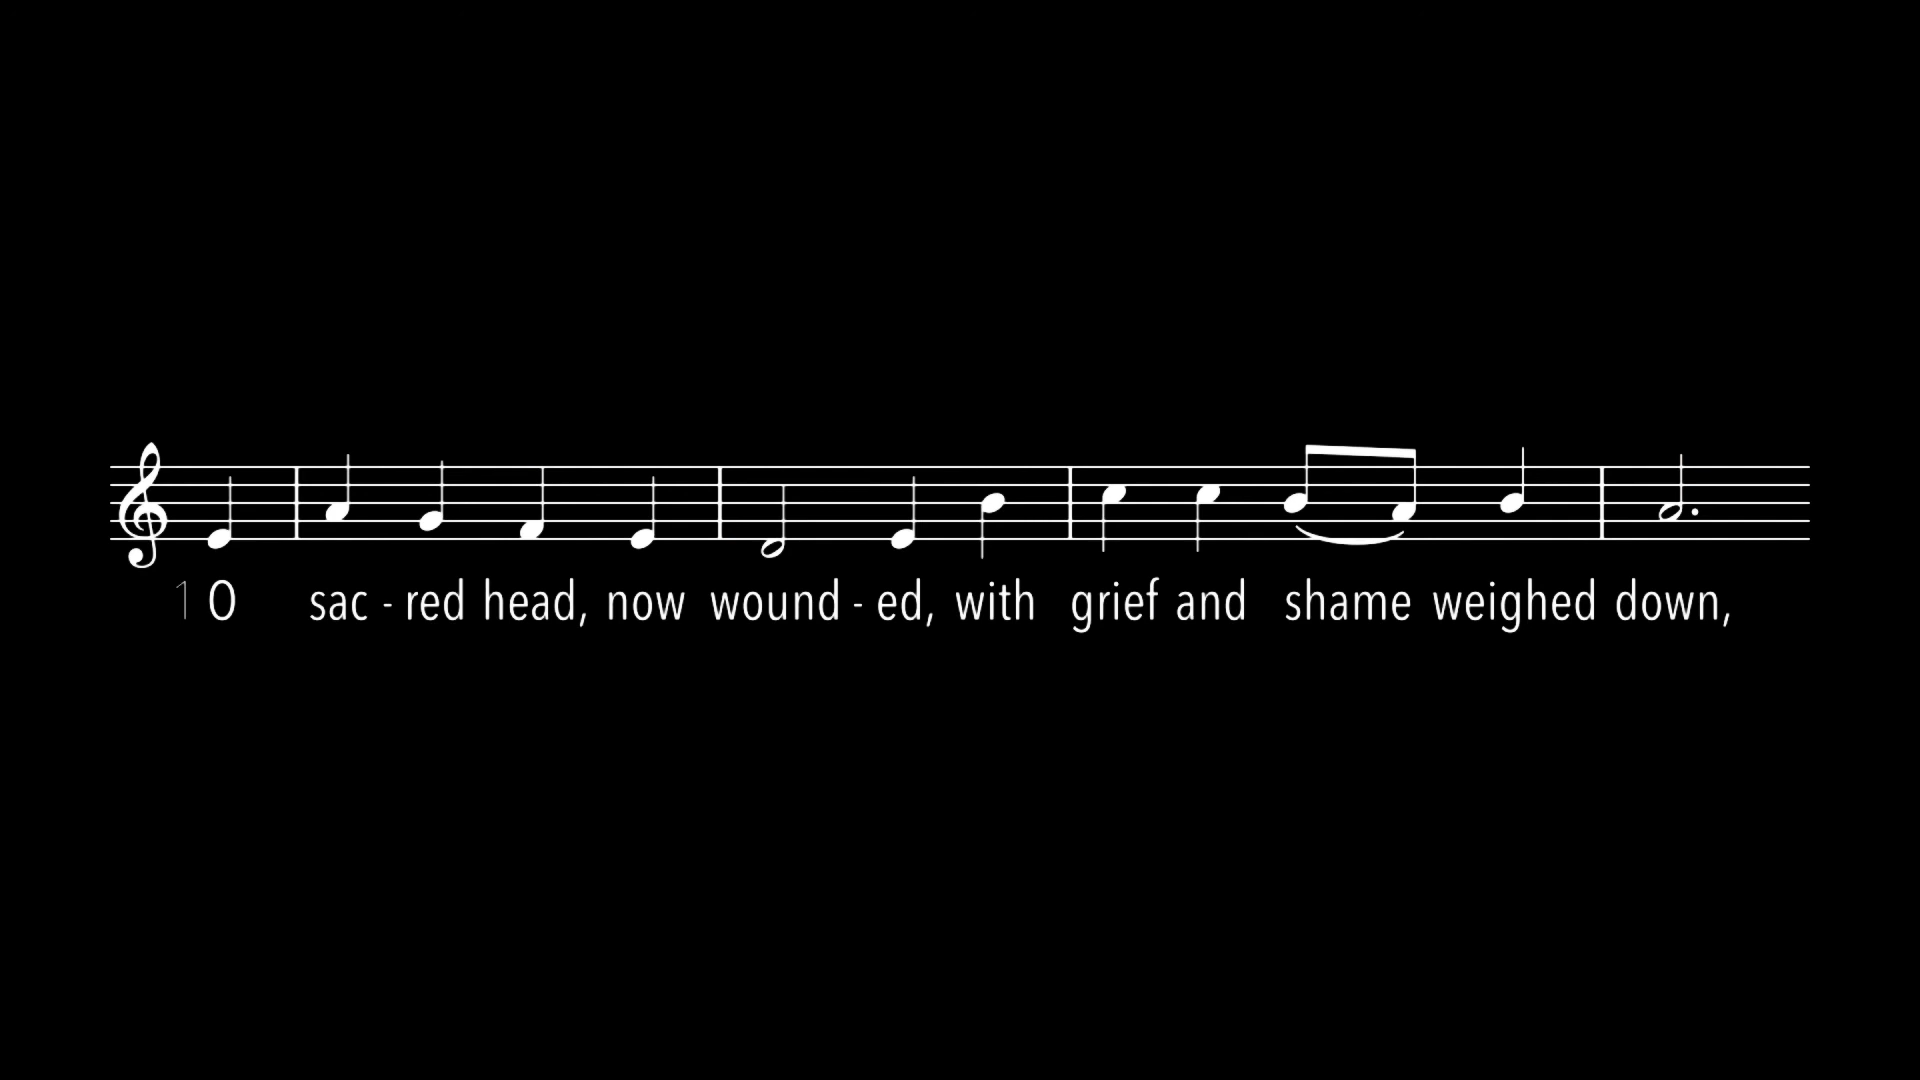 1 O sac - red head, now wound - ed, with grief and shame weighed down,